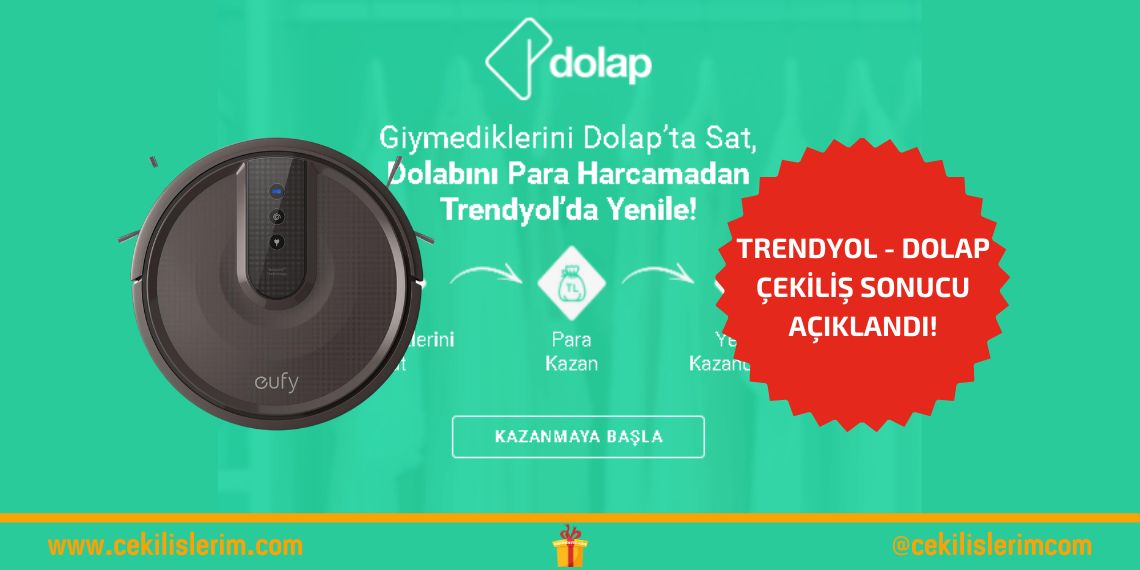 dolap
Giymediklerini Dolap'ta Sat,
Dolabını Para Harcamadan
Trendyol'da Yenile!
eufy
TL
Para
Kazan
KAZANMAYA BAŞLA
TRENDYOL - DOLAP
ÇEKİLİŞ SONUCU
AÇIKLANDI!
www.cekilislerim.com
@cekilislerimcom